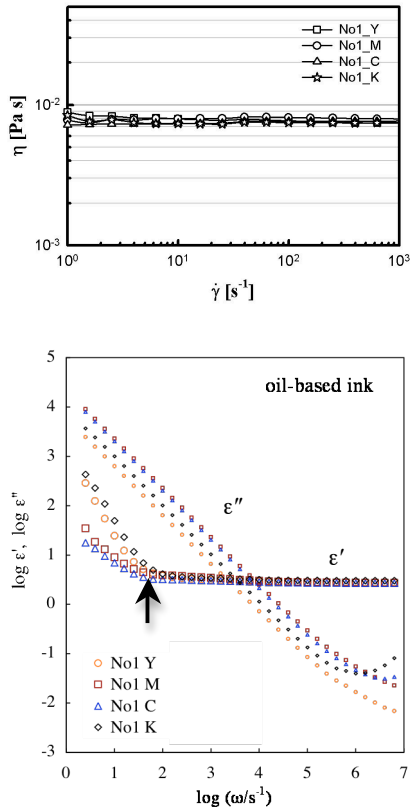 No1_Y
No1_M
No1_C
No1_K
η [Pa s]
10⁻²
10⁻³
10⁰ 10¹ 10² 10³
γ̇ [s⁻¹]
5
4
3
2
1
0
-1
-2
-3
oil-based ink
ε″
ε′
log ε', log ε"
No1 Y
No1 M
No1 C
No1 K
0 1 2 3 4 5 6 7
log (ω/s⁻¹)